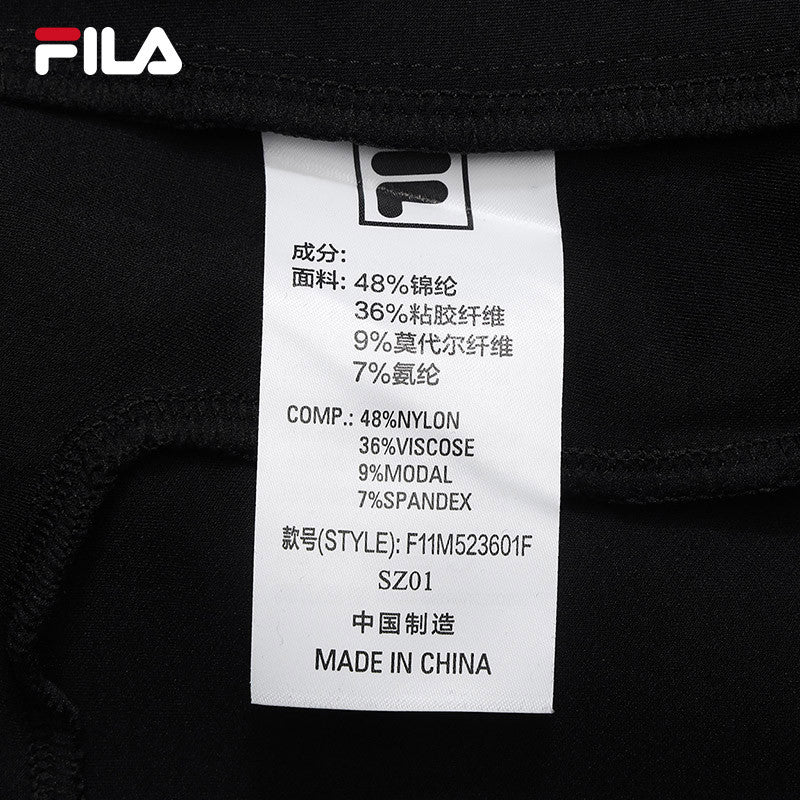 FILA
成分:
面料: 48%锦纶
36%粘胶纤维
9%莫代尔纤维
7%氨纶
COMP.: 48%NYLON
36%VISCOSE
9%MODAL
7%SPANDEX
款号(STYLE): F11M523601F
SZ01
中国制造
MADE IN CHINA